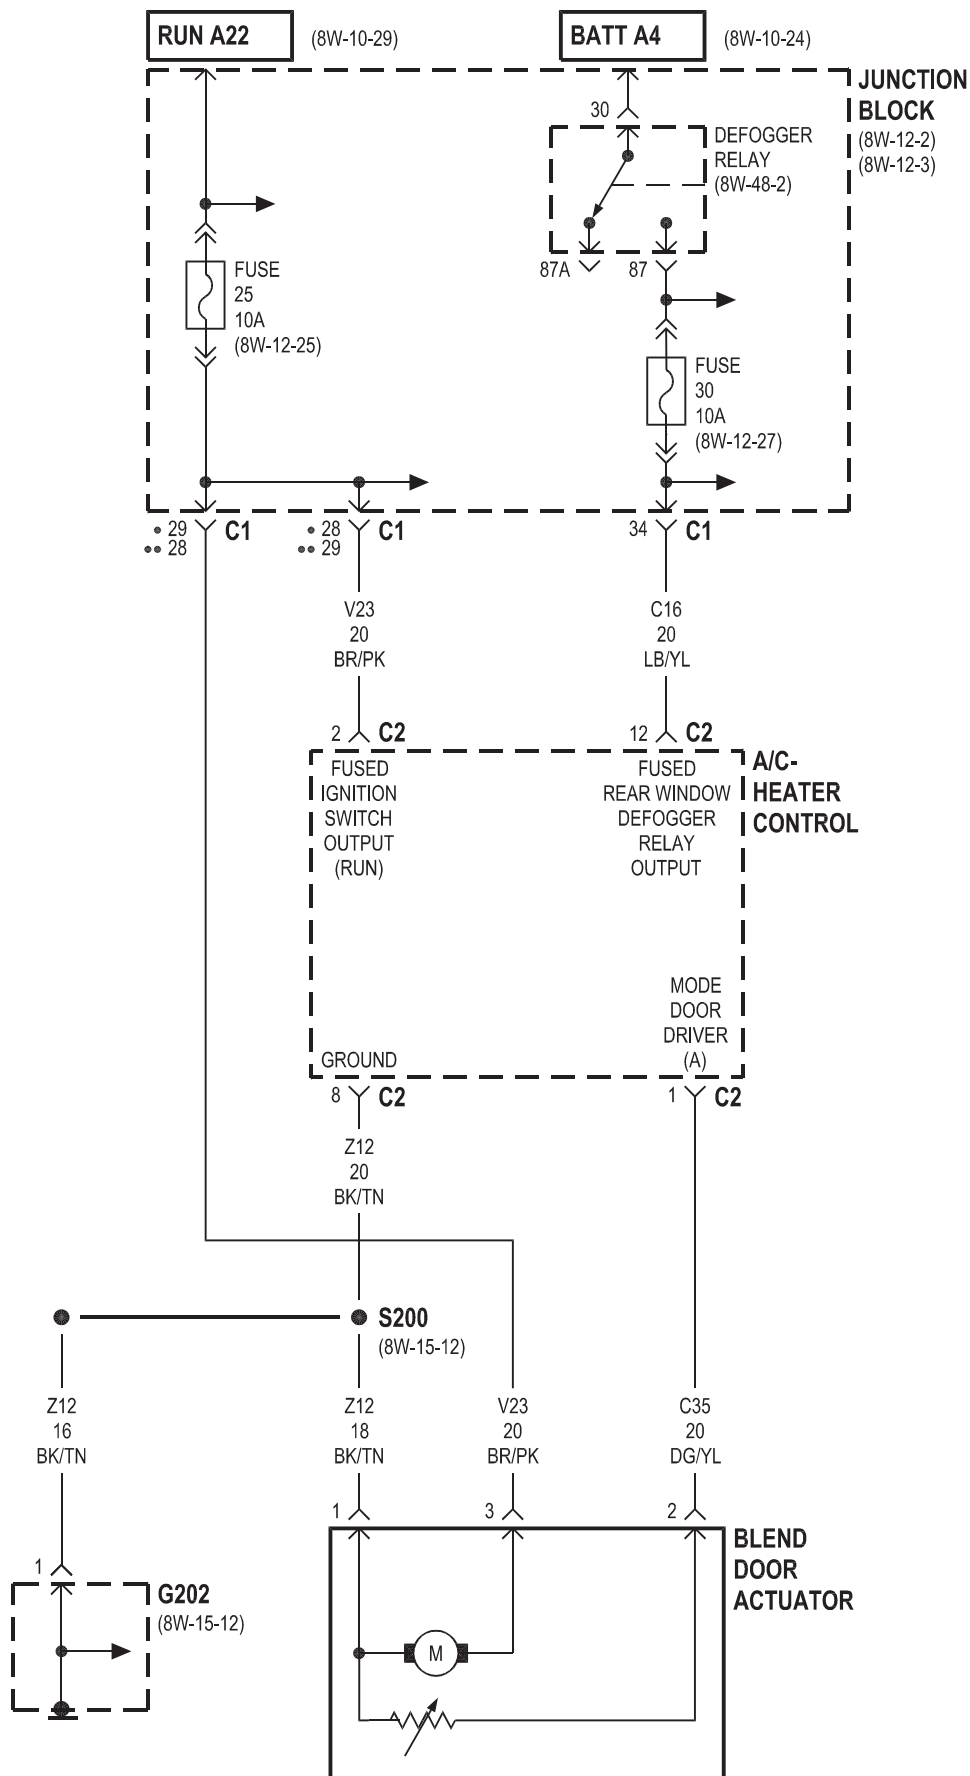 RUN A22
(8W-10-29)
BATT A4
(8W-10-24)
JUNCTION
BLOCK
(8W-12-2)
(8W-12-3)
30
DEFOGGER
RELAY
(8W-48-2)
87A
87
FUSE
25
10A
(8W-12-25)
FUSE
30
10A
(8W-12-27)
• 29
•• 28
C1
• 28
•• 29
C1
34
C1
V23
20
BR/PK
C16
20
LB/YL
2
C2
12
C2
A/C-
HEATER
CONTROL
FUSED
IGNITION
SWITCH
OUTPUT
(RUN)
FUSED
REAR WINDOW
DEFOGGER
RELAY
OUTPUT
MODE
DOOR
DRIVER
(A)
GROUND
8
C2
1
C2
Z12
20
BK/TN
S200
(8W-15-12)
Z12
16
BK/TN
Z12
18
BK/TN
V23
20
BR/PK
C35
20
DG/YL
1
3
2
BLEND
DOOR
ACTUATOR
1
G202
(8W-15-12)
M